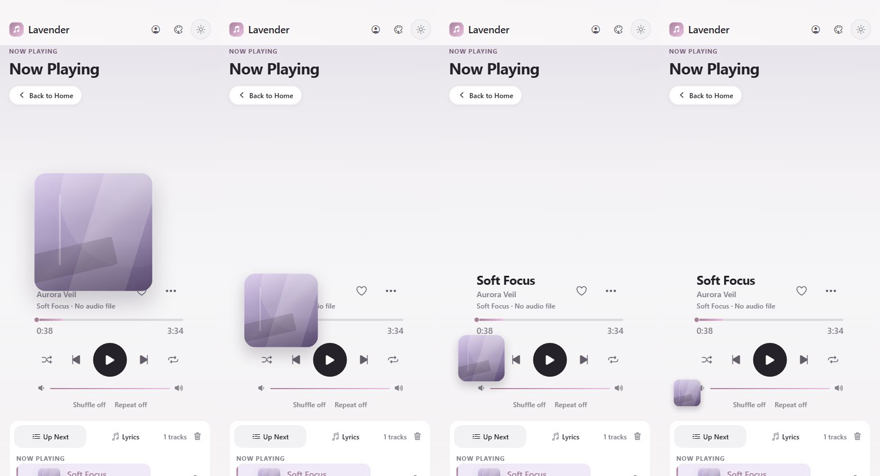 Lavender
NOW PLAYING
Now Playing
Back to Home
Aurora Veil
Soft Focus · No audio file
0:38 3:34
Shuffle off Repeat off
Up Next Lyrics 1 tracks
NOW PLAYING
Soft Focus
Lavender
NOW PLAYING
Now Playing
Back to Home
io file
3:34
Shuffle off Repeat off
Up Next Lyrics 1 tracks
NOW PLAYING
Soft Focus
Lavender
NOW PLAYING
Now Playing
Back to Home
Soft Focus
Aurora Veil
Soft Focus · No audio file
0:38 3:34
Shuffle off Repeat off
Up Next Lyrics 1 tracks
NOW PLAYING
Soft Focus
Lavender
NOW PLAYING
Now Playing
Back to Home
Soft Focus
Aurora Veil
Soft Focus · No audio file
0:38 3:34
Shuffle off Repeat off
Up Next Lyrics 1 tracks
NOW PLAYING
Soft Focus